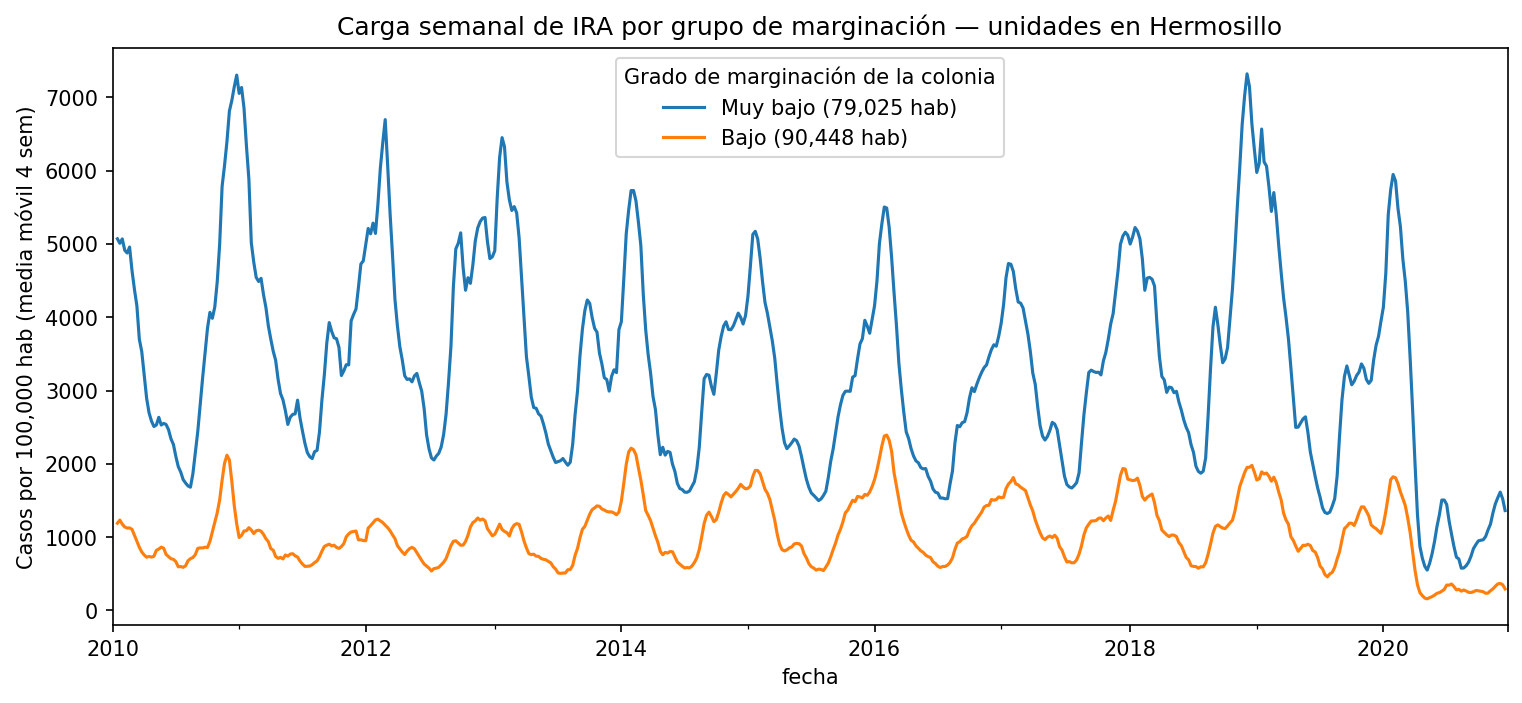 Carga semanal de IRA por grupo de marginación — unidades en Hermosillo
Casos por 100,000 hab (media móvil 4 sem)
7000
6000
5000
4000
3000
2000
1000
0
Grado de marginación de la colonia
Muy bajo (79,025 hab)
Bajo (90,448 hab)
2010
2012
2014
2016
2018
2020
fecha